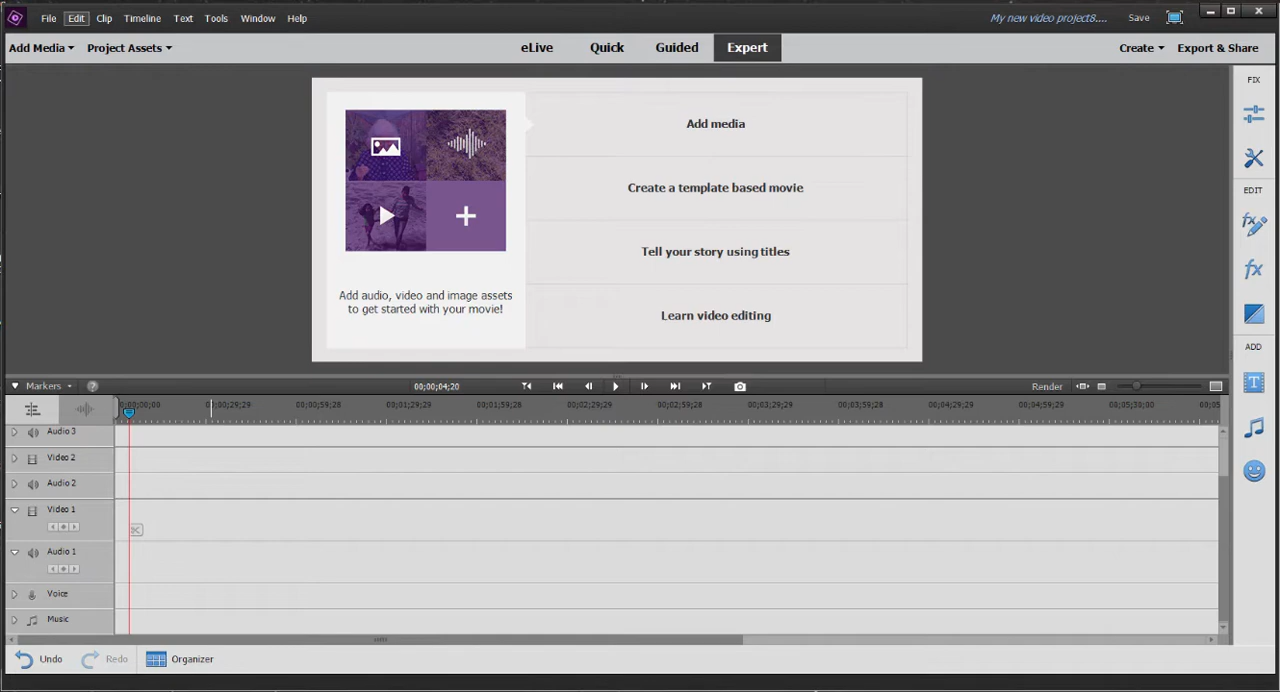 File Edit Clip Timeline Text Tools Window Help
My new video project8.... Save
Add Media Project Assets eLive Quick Guided Expert Create Export & Share
FIX
Add media
Create a template based movie
Tell your story using titles
Learn video editing
Add audio, video and image assets
to get started with your movie!
EDIT
ADD
Markers ? 00;00;04;20 Render
00;00;29;29 00;00;59;28 00;01;29;29 00;01;59;28 00;02;29;29 00;02;59;28 00;03;29;29 00;03;59;28 00;04;29;29 00;04;59;28 00;05;39;00
Audio 3
Video 2
Audio 2
Video 1
Audio 1
Voice
Music
Undo Redo Organizer